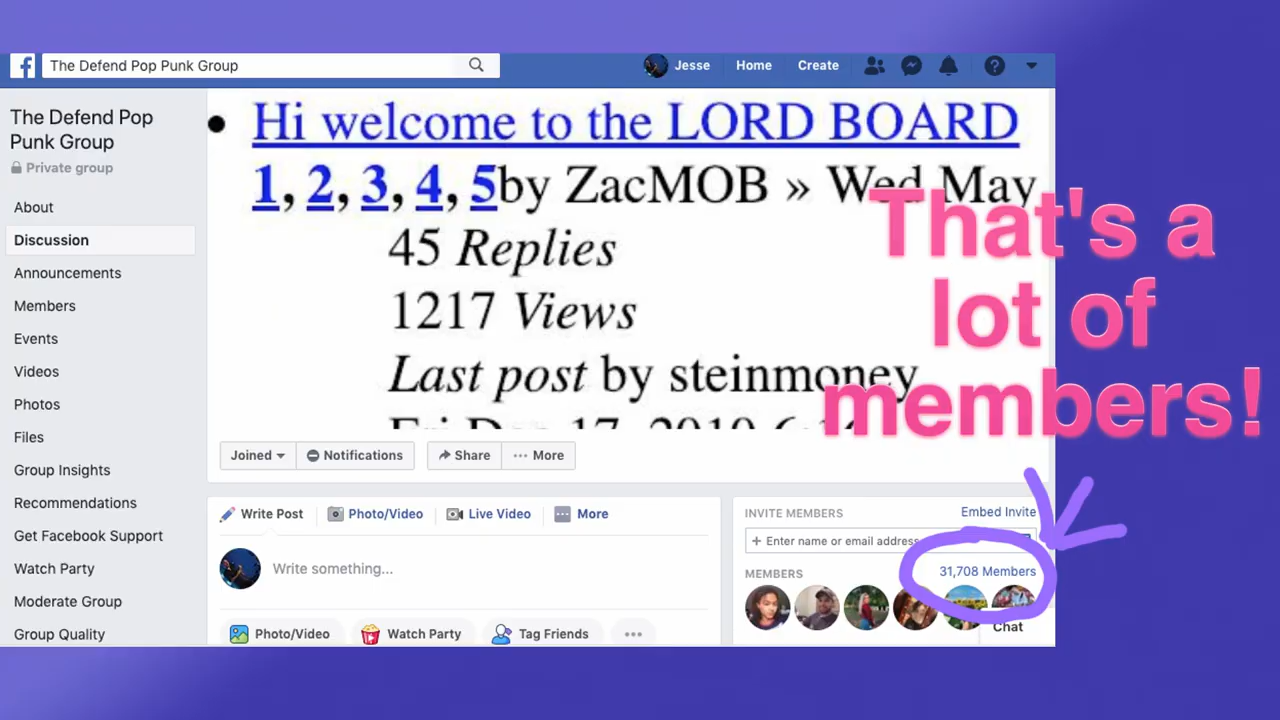 The Defend Pop Punk Group
Jesse
Home
Create
The Defend Pop
Punk Group
Private group
About
Discussion
Announcements
Members
Events
Videos
Photos
Files
Group Insights
Recommendations
Get Facebook Support
Watch Party
Moderate Group
Group Quality
Hi welcome to the LORD BOARD
1, 2, 3, 4, 5by ZacMOB » Wed May
45 Replies
1217 Views
Last post by steinmoney
That's a
lot of
members!
Joined
Notifications
Share
More
Write Post
Photo/Video
Live Video
More
Write something...
Photo/Video
Watch Party
Tag Friends
INVITE MEMBERS
Embed Invite
Enter name or email address
MEMBERS
31,708 Members
Chat